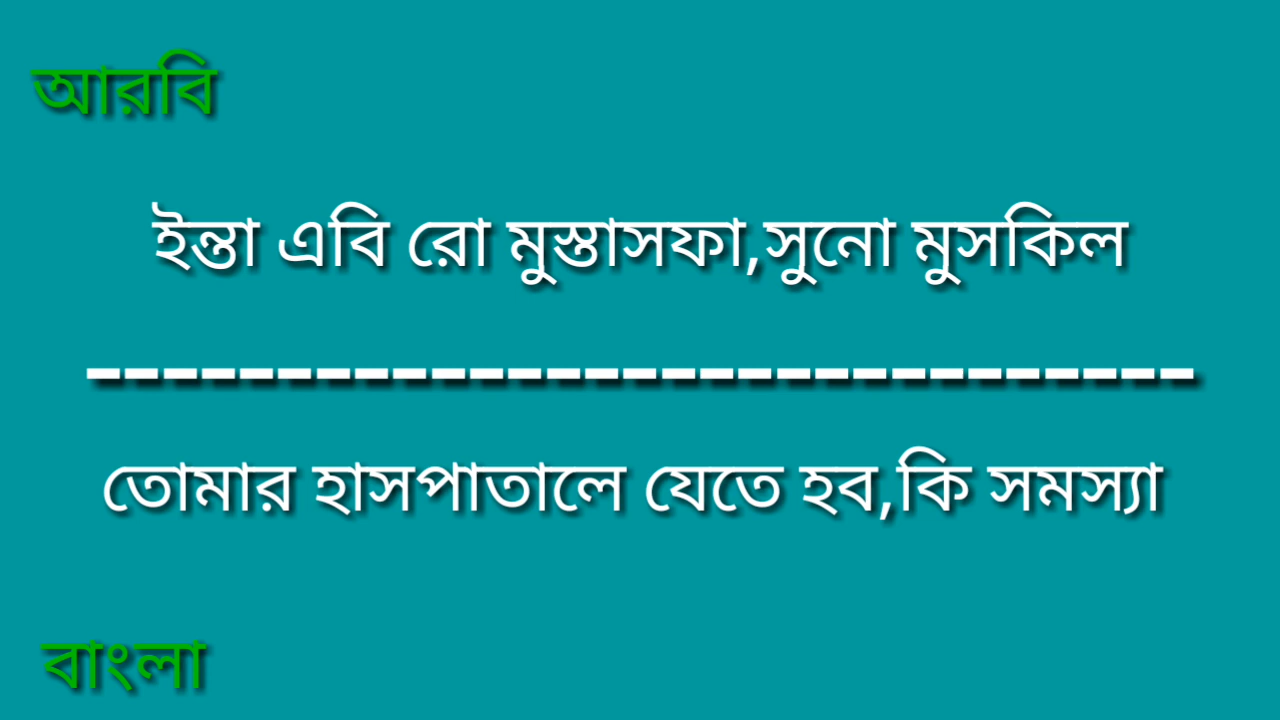 আরবি
ইন্তা এবি রো মুস্তাসফা,সুনো মুসকিল
------------------------------
তোমার হাসপাতালে যেতে হব,কি সমস্যা
বাংলা